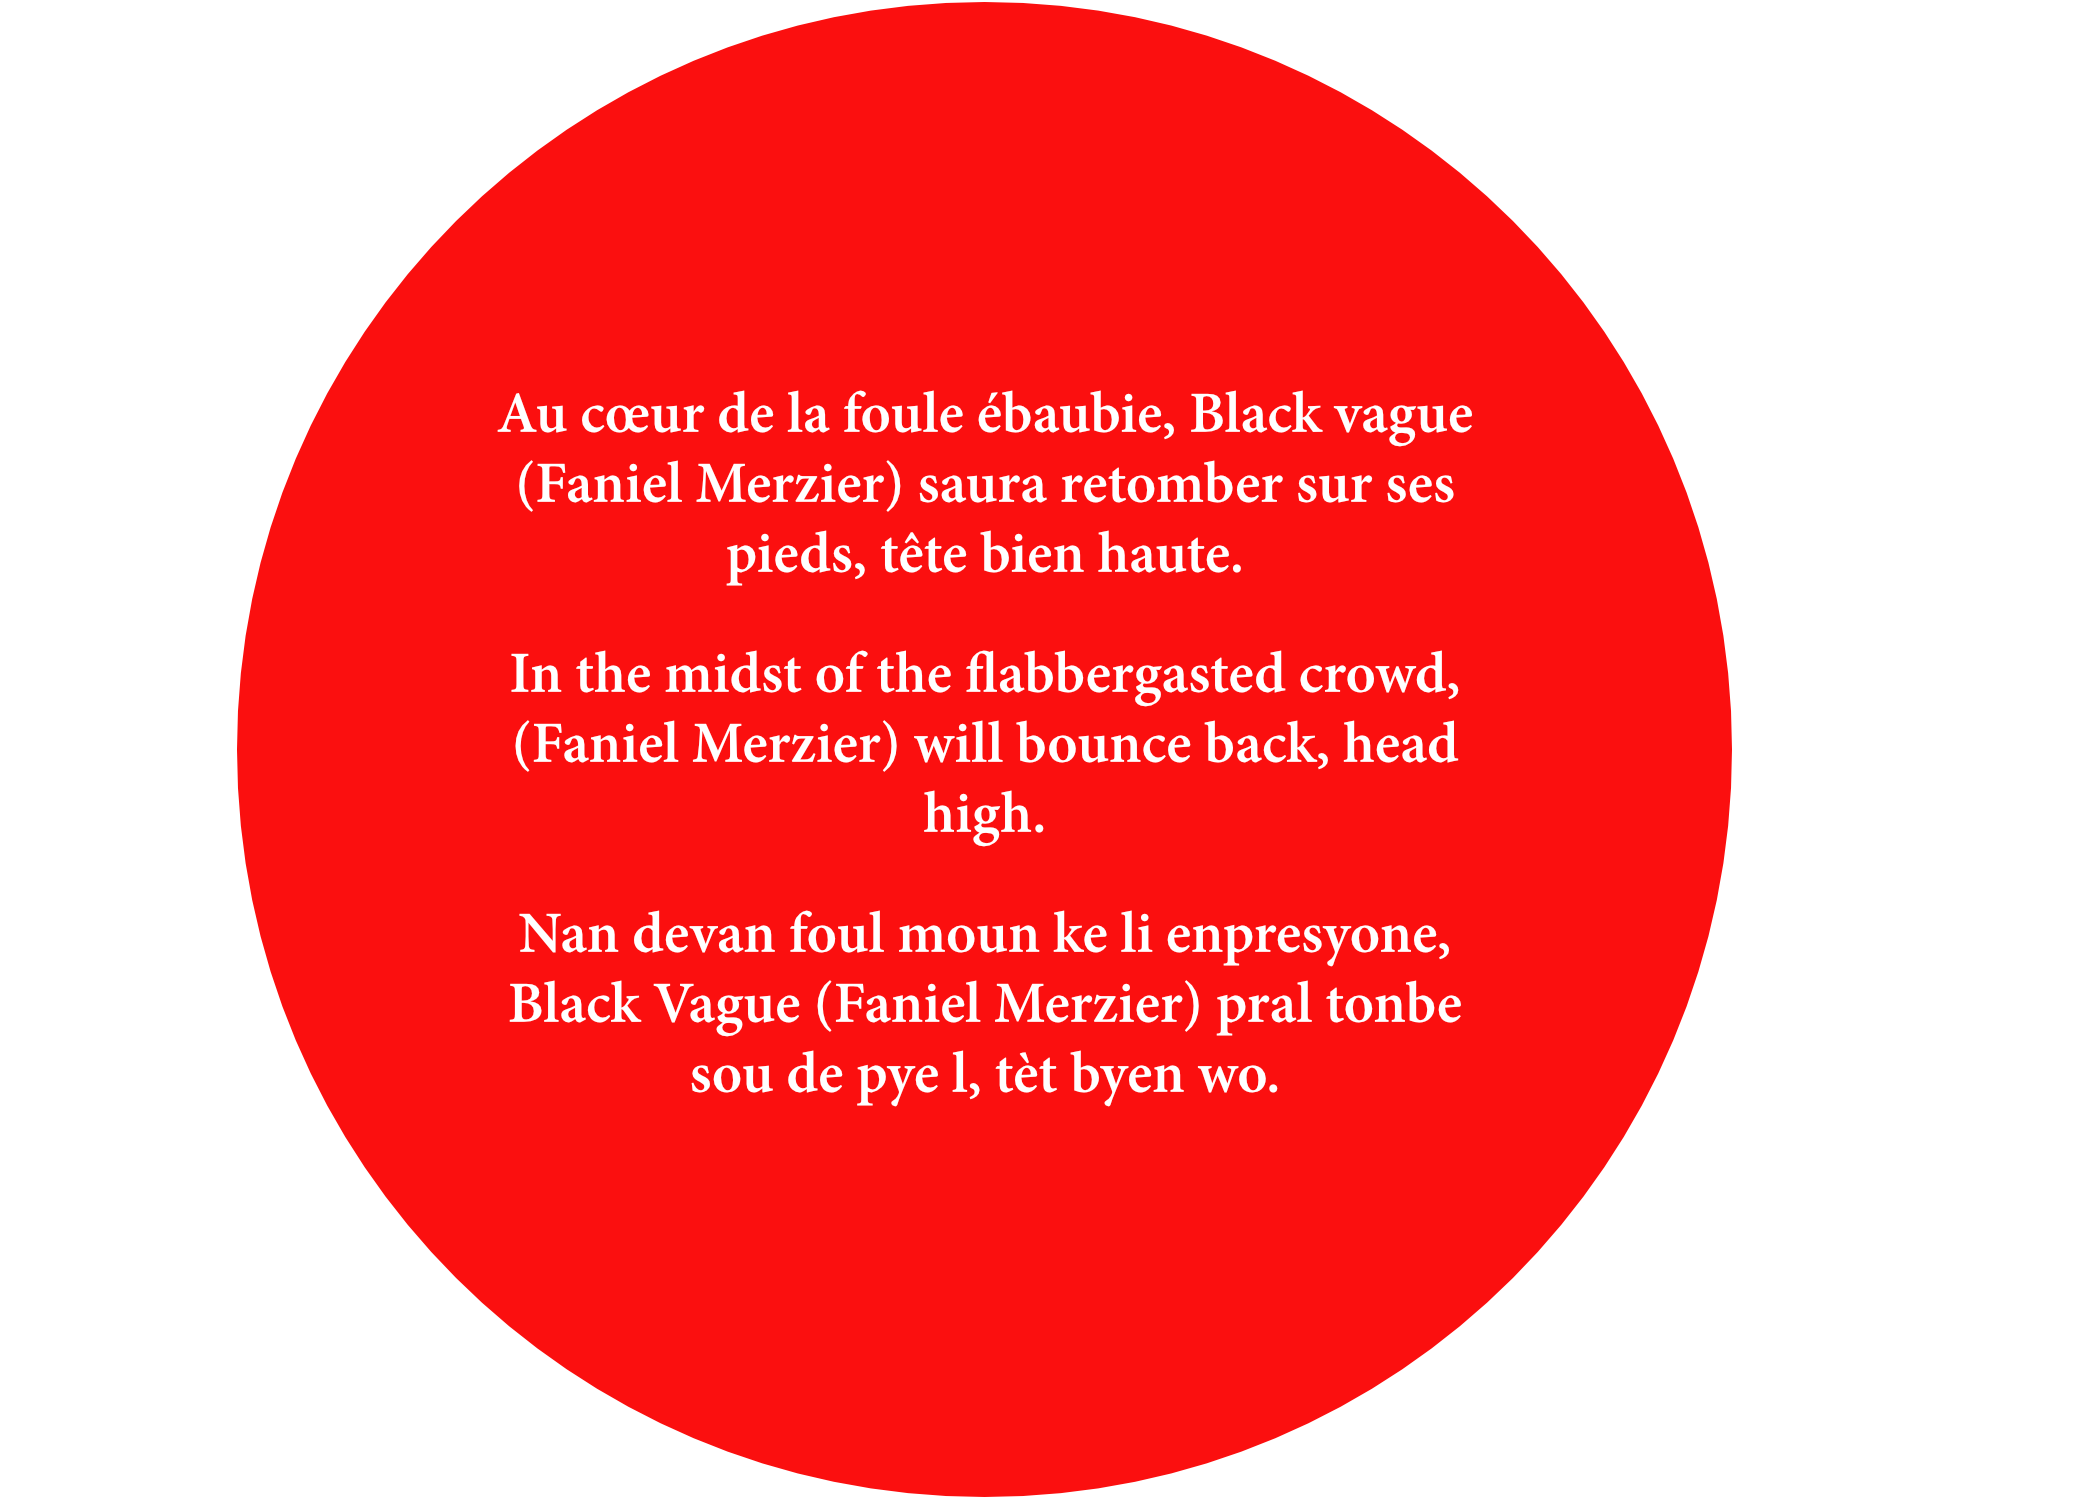 Au cœur de la foule ébaubie, Black vague
(Faniel Merzier) saura retomber sur ses
pieds, tête bien haute.
In the midst of the flabbergasted crowd,
(Faniel Merzier) will bounce back, head
high.
Nan devan foul moun ke li enpresyone,
Black Vague (Faniel Merzier) pral tonbe
sou de pye l, tèt byen wo.